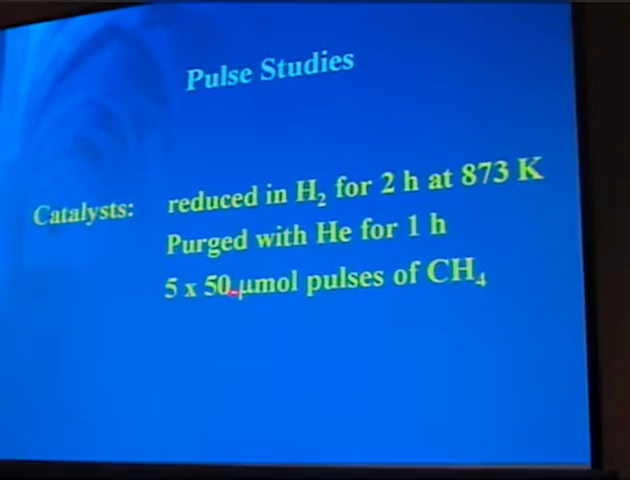 Pulse Studies
Catalysts: reduced in H₂ for 2 h at 873 K
Purged with He for 1 h
5 x 50 μmol pulses of CH₄